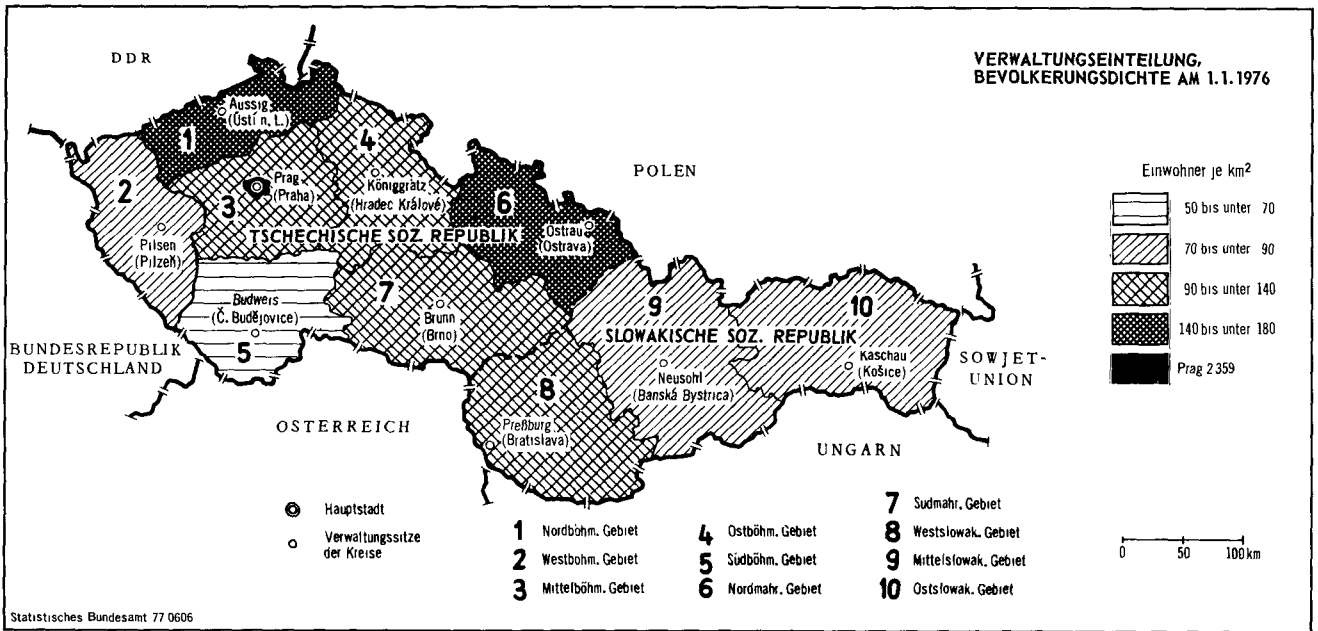 VERWALTUNGSEINTEILUNG,
BEVOLKERUNGSDICHTE AM 1.1.1976
DDR
POLEN
BUNDESREPUBLIK
DEUTSCHLAND
OSTERREICH
UNGARN
SOWJET-
UNION
TSCHECHISCHE SOZ. REPUBLIK
SLOWAKISCHE SOZ. REPUBLIK
1
Aussig
(Ústí n. L.)
2
Pilsen
(Pilzeň)
3
Prag
(Praha)
4
Königgrätz
(Hradec Králové)
5
Budweis
(Č. Budějovice)
6
Ostrau
(Ostrava)
7
Brunn
(Brno)
8
Preßburg
(Bratislava)
9
Neusohl
(Banská Bystrica)
10
Kaschau
(Košice)
Einwohner je km²
50 bis unter 70
70 bis unter 90
90 bis unter 140
140 bis unter 180
Prag 2 359
Hauptstadt
Verwaltungssitze
der Kreise
1 Nordböhm. Gebiet
2 Westbohm. Gebiet
3 Mittelböhm. Gebiet
4 Ostböhm. Gebiet
5 Südböhm. Gebiet
6 Nordmahr. Gebiet
7 Sudmahr. Gebiet
8 Westslowak. Gebiet
9 Mittelslowak. Gebiet
10 Ostslowak. Gebiet
0 50 100 km
Statistisches Bundesamt 77 0606